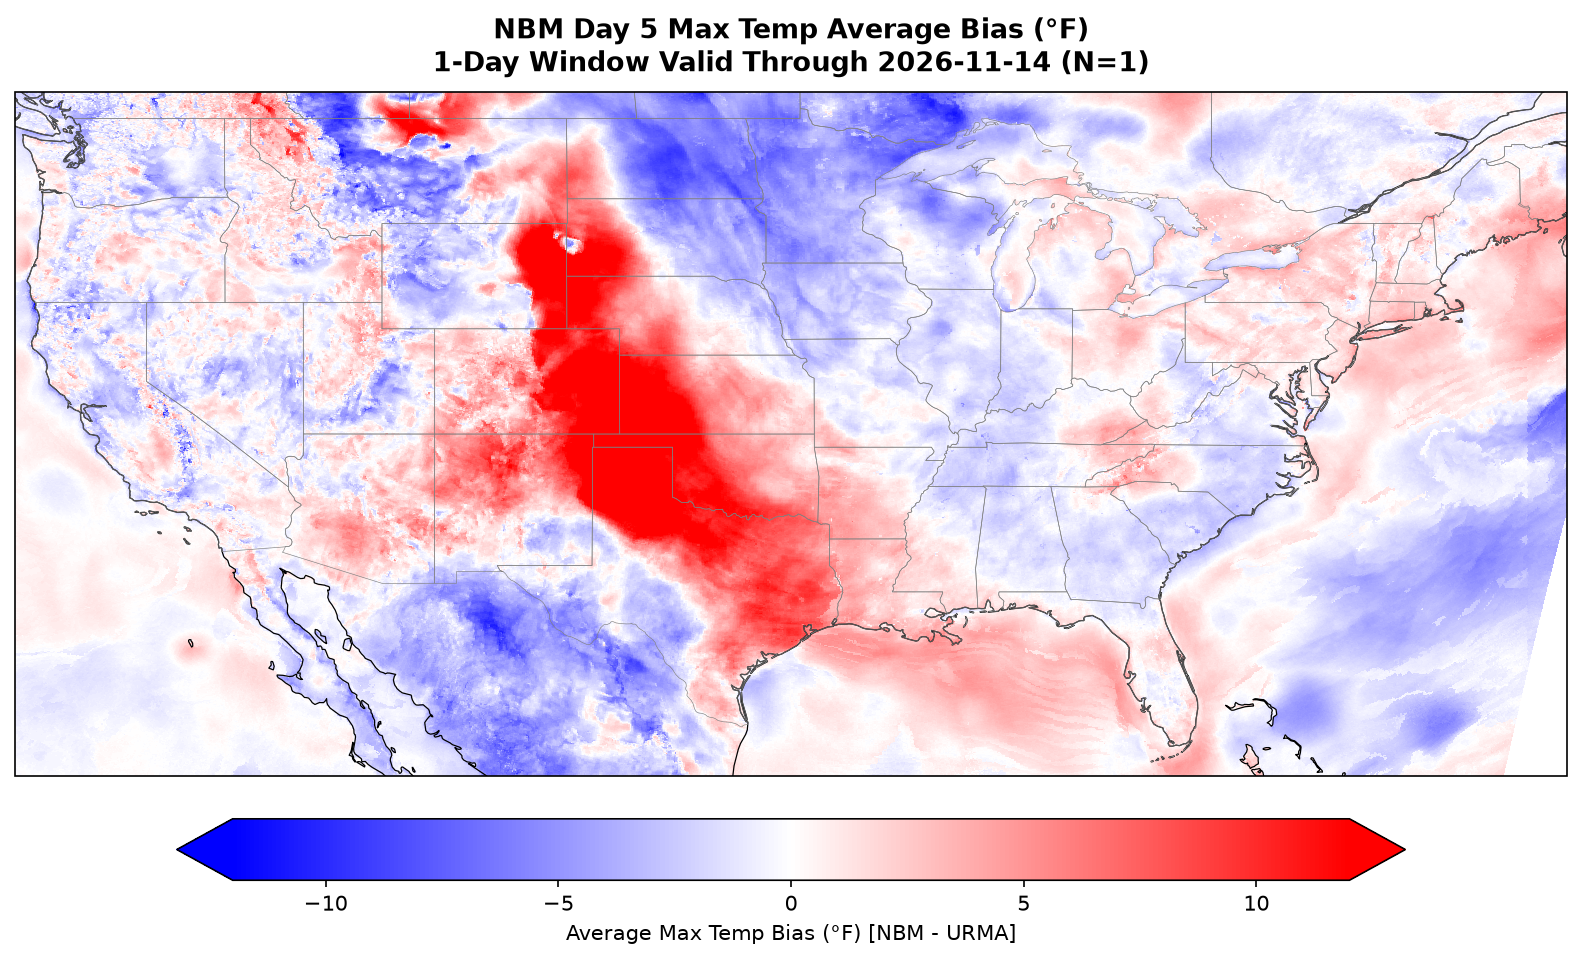 NBM Day 5 Max Temp Average Bias (°F)
1-Day Window Valid Through 2026-11-14 (N=1)
−10 −5 0 5 10
Average Max Temp Bias (°F) [NBM - URMA]